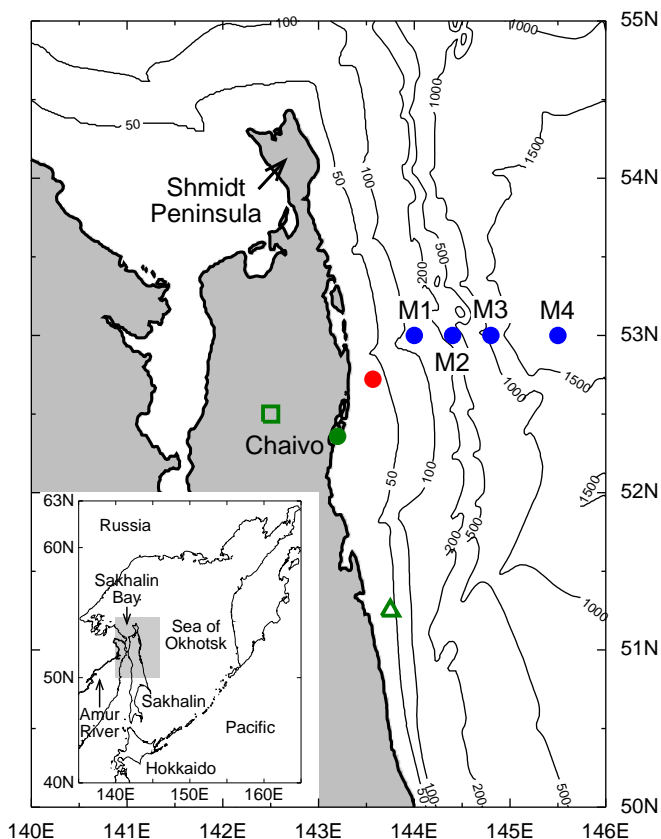 55N
100
1000
50
50
1000
1500
54N
Shmidt
Peninsula
50
100
500
200
M1
M3
M4
53N
M2
1000
1500
Chaivo
50
100
1500
52N
200
500
63N
Russia
60N
Sakhalin
Bay
Sea of
Okhotsk
1000
51N
50N
Amur
River
Sakhalin
Pacific
Hokkaido
40N
140E
150E
160E
50
100
200
500
50N
140E
141E
142E
143E
144E
145E
146E